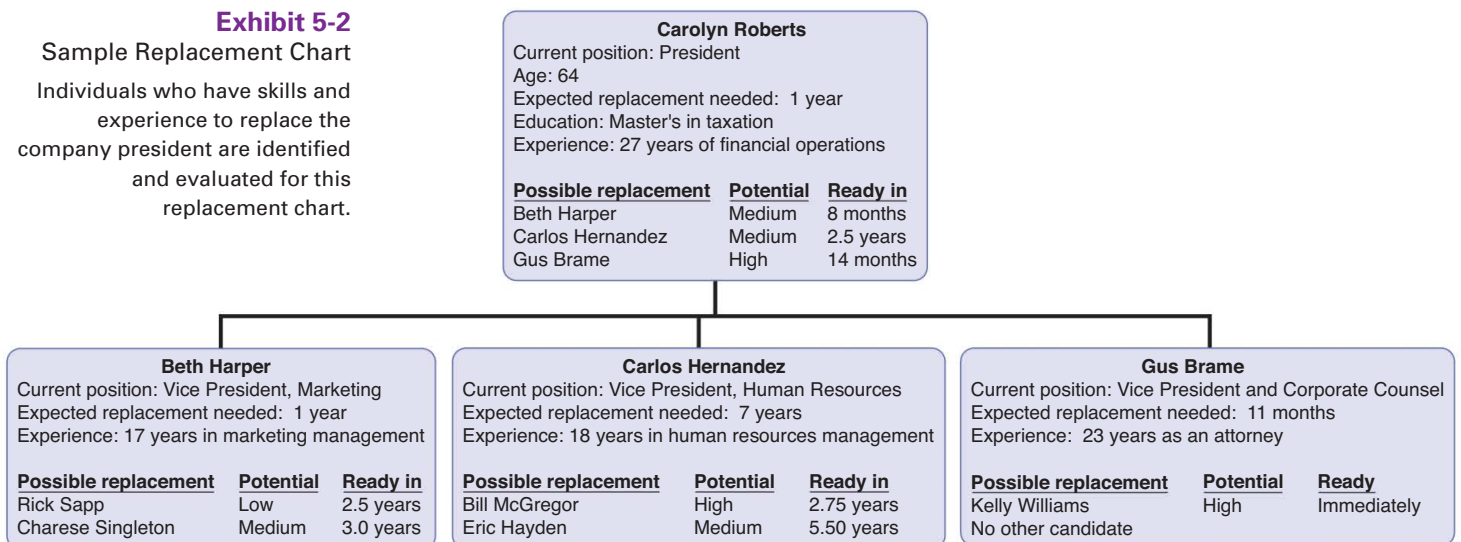 Exhibit 5-2
Sample Replacement Chart
Individuals who have skills and
experience to replace the
company president are identified
and evaluated for this
replacement chart.
Carolyn Roberts
Current position: President
Age: 64
Expected replacement needed: 1 year
Education: Master's in taxation
Experience: 27 years of financial operations
Possible replacement Potential Ready in
Beth Harper Medium 8 months
Carlos Hernandez Medium 2.5 years
Gus Brame High 14 months
Beth Harper
Current position: Vice President, Marketing
Expected replacement needed: 1 year
Experience: 17 years in marketing management
Possible replacement Potential Ready in
Rick Sapp Low 2.5 years
Charese Singleton Medium 3.0 years
Carlos Hernandez
Current position: Vice President, Human Resources
Expected replacement needed: 7 years
Experience: 18 years in human resources management
Possible replacement Potential Ready in
Bill McGregor High 2.75 years
Eric Hayden Medium 5.50 years
Gus Brame
Current position: Vice President and Corporate Counsel
Expected replacement needed: 11 months
Experience: 23 years as an attorney
Possible replacement Potential Ready
Kelly Williams High Immediately
No other candidate